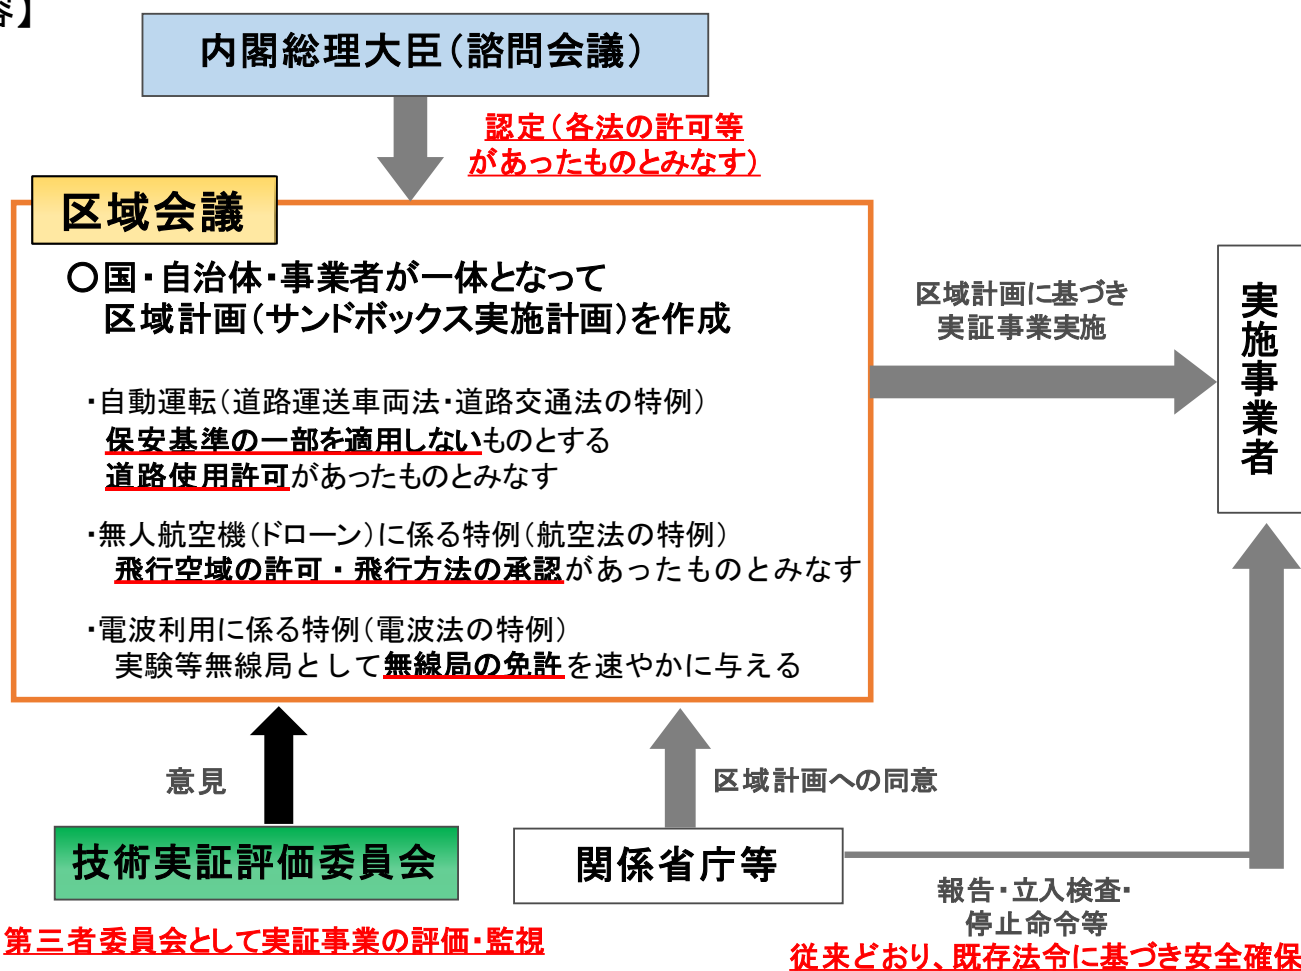 容】
内閣総理大臣(諮問会議)
認定(各法の許可等
があったものとみなす)
区域会議
〇国・自治体・事業者が一体となって
区域計画(サンドボックス実施計画)を作成
・自動運転(道路運送車両法・道路交通法の特例)
保安基準の一部を適用しないものとする
道路使用許可があったものとみなす
・無人航空機(ドローン)に係る特例(航空法の特例)
飛行空域の許可・飛行方法の承認があったものとみなす
・電波利用に係る特例(電波法の特例)
実験等無線局として無線局の免許を速やかに与える
区域計画に基づき
実証事業実施
実施事業者
意見
区域計画への同意
技術実証評価委員会
関係省庁等
第三者委員会として実証事業の評価・監視
報告・立入検査・
停止命令等
従来どおり、既存法令に基づき安全確保